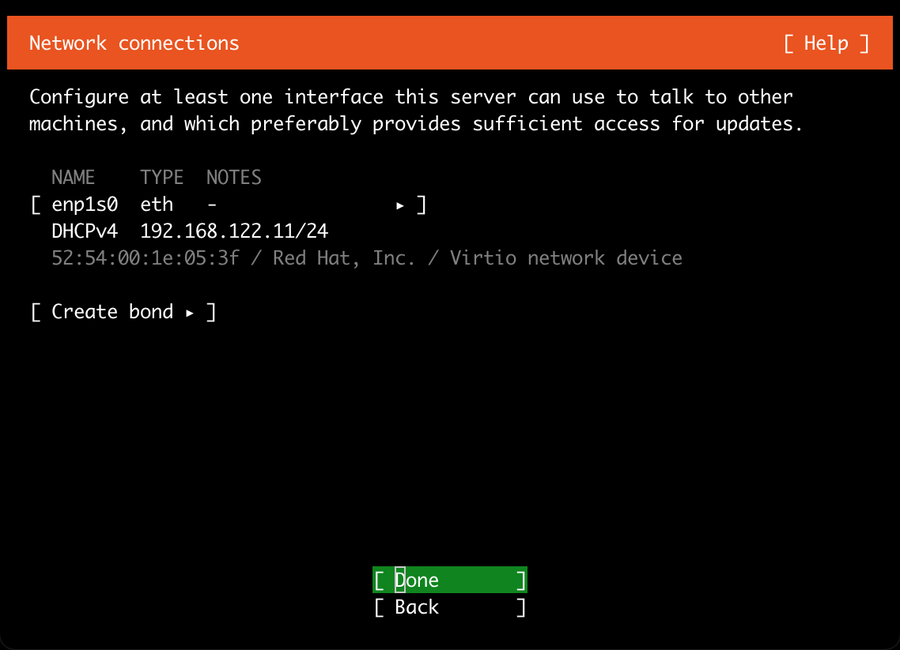 Network connections [ Help ]
Configure at least one interface this server can use to talk to other
machines, and which preferably provides sufficient access for updates.
NAME TYPE NOTES
[ enp1s0 eth - ▸ ]
DHCPv4 192.168.122.11/24
52:54:00:1e:05:3f / Red Hat, Inc. / Virtio network device
[ Create bond ▸ ]
[ Done ]
[ Back ]